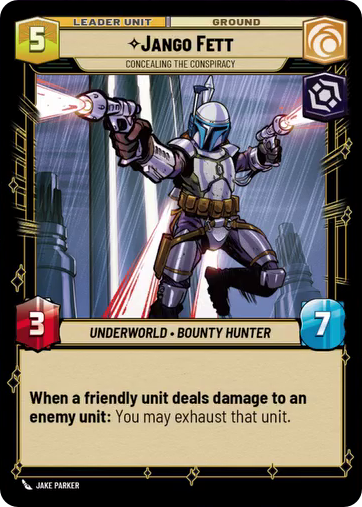 LEADER UNIT
GROUND
5
✧JANGO FETT
CONCEALING THE CONSPIRACY
3
UNDERWORLD • BOUNTY HUNTER
7
When a friendly unit deals damage to an
enemy unit: You may exhaust that unit.
JAKE PARKER